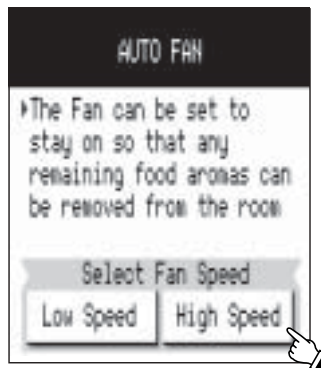 AUTO FAN
The Fan can be set to
stay on so that any
remaining food aromas can
be removed from the room
Select Fan Speed
Low Speed High Speed